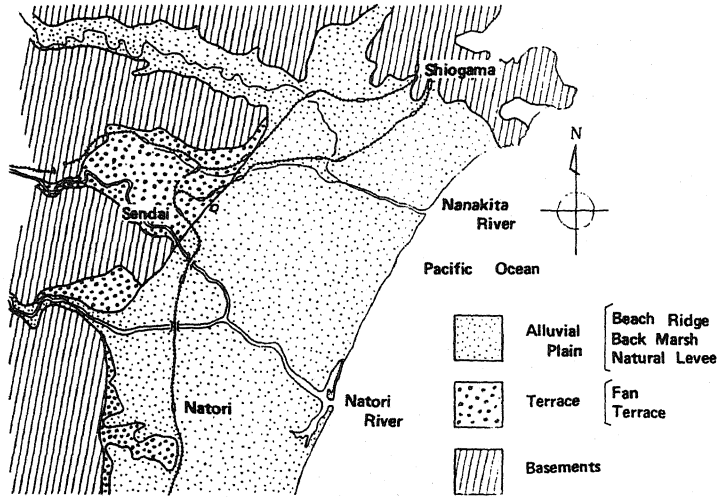 Shiogama
N
Nanakita
River
Sendai
Pacific Ocean
Beach Ridge
Alluvial
Plain
Back Marsh
Natural Levee
Natori
Natori
River
Terrace
Fan
Terrace
Basements